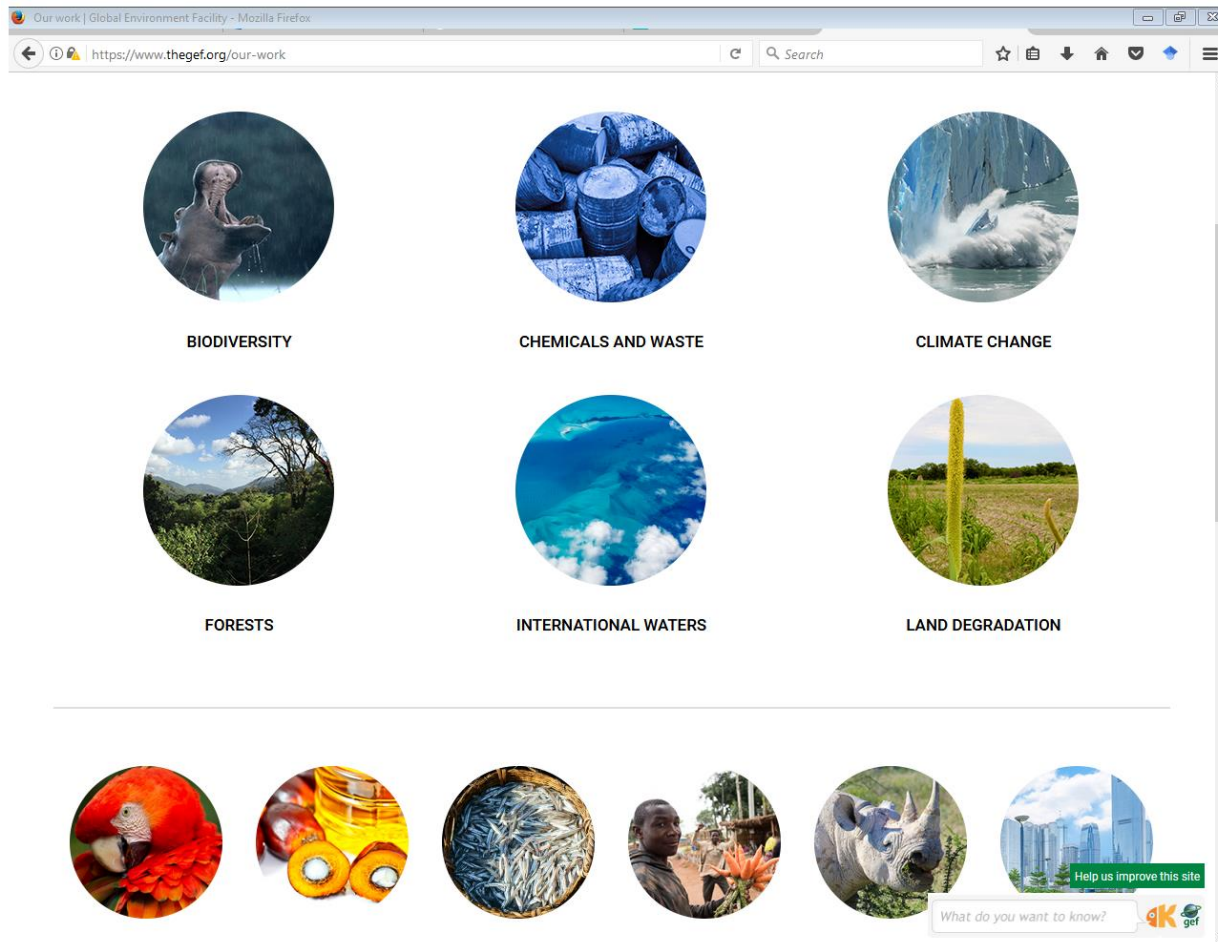 Our work | Global Environment Facility - Mozilla Firefox
https://www.thegef.org/our-work
Search
BIODIVERSITY
CHEMICALS AND WASTE
CLIMATE CHANGE
FORESTS
INTERNATIONAL WATERS
LAND DEGRADATION
Help us improve this site
What do you want to know?
K
gef